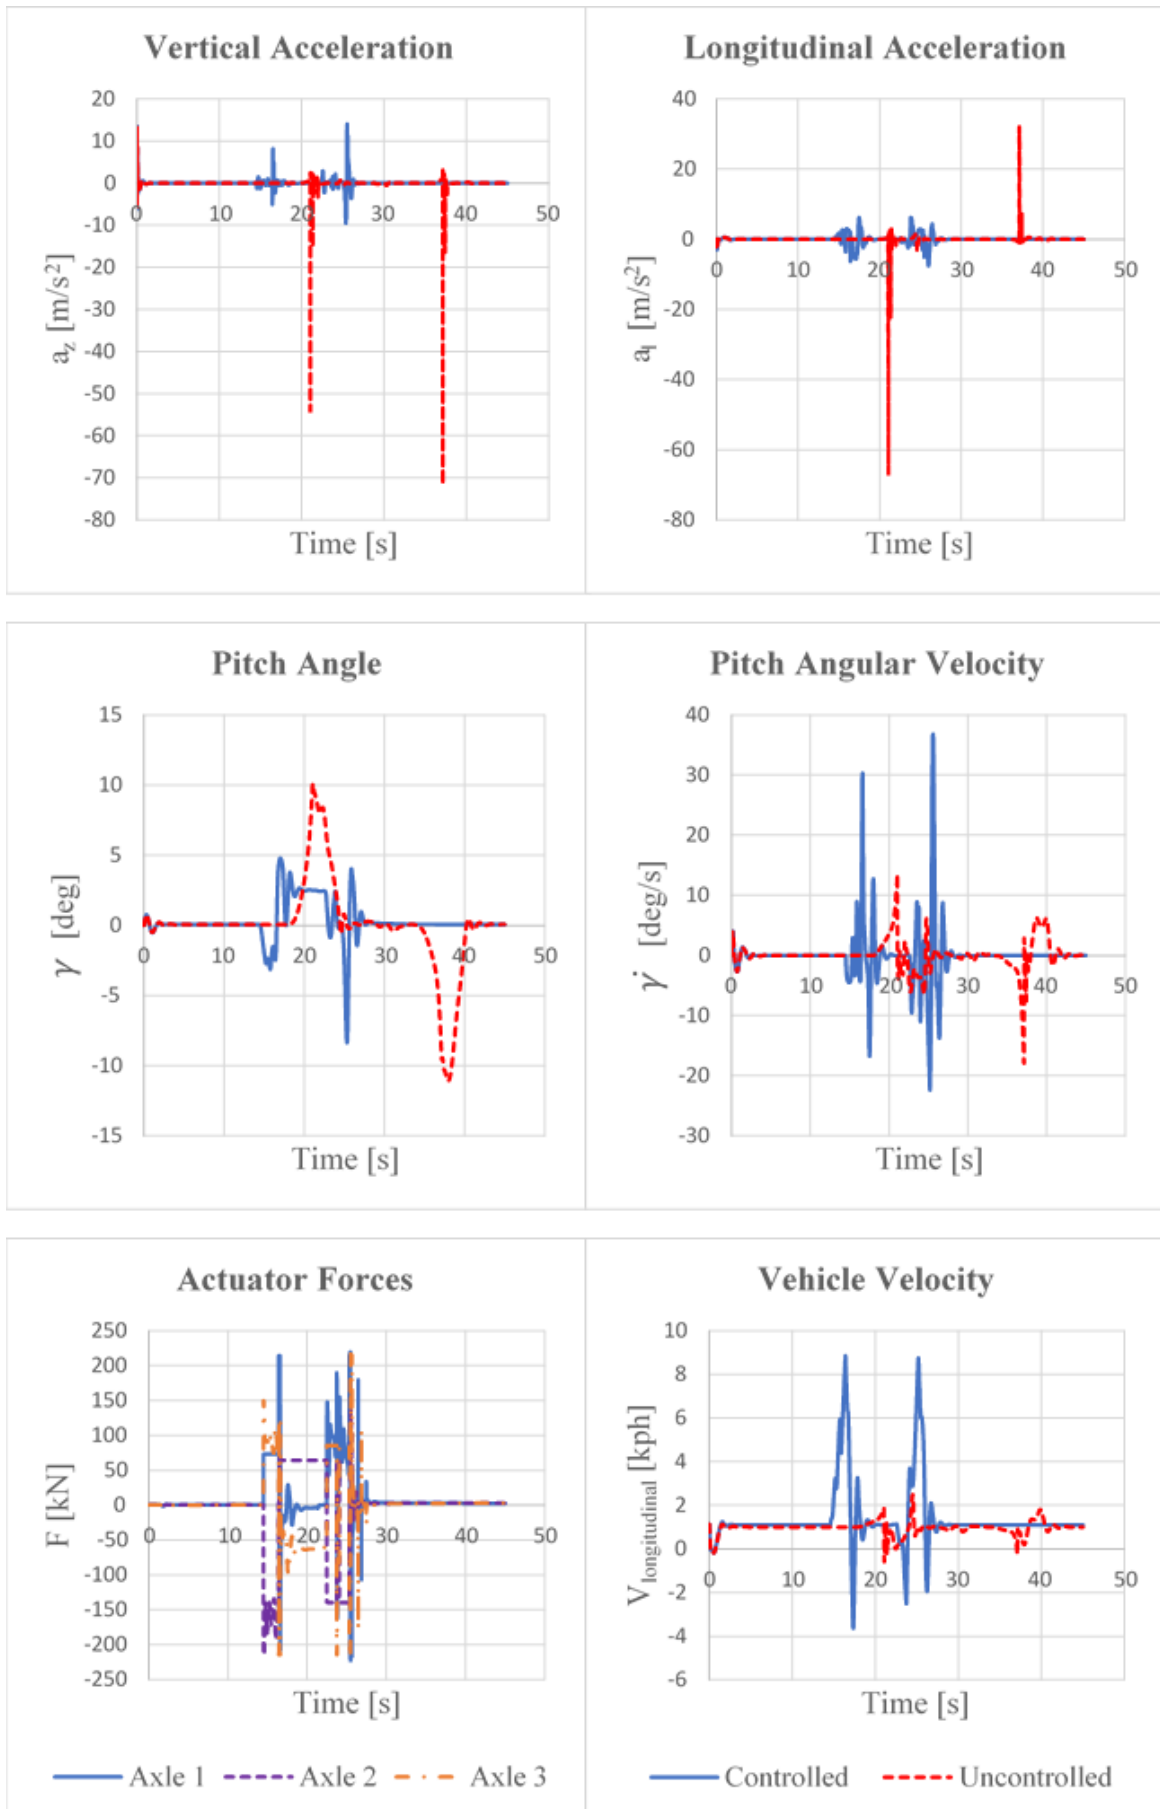 Vertical Acceleration
20
10
0
-10
-20
-30
-40
-50
-60
-70
-80
0 10 20 30 40 50
a_z [m/s²]
Time [s]
Longitudinal Acceleration
40
20
0
-20
-40
-60
-80
0 10 20 30 40 50
a_l [m/s²]
Time [s]
Pitch Angle
15
10
5
0
-5
-10
-15
0 10 20 30 40 50
γ [deg]
Time [s]
Pitch Angular Velocity
40
30
20
10
0
-10
-20
-30
0 10 20 30 40 50
γ̇ [deg/s]
Time [s]
Actuator Forces
250
200
150
100
50
0
-50
-100
-150
-200
-250
0 10 20 30 40 50
F [kN]
Time [s]
Axle 1 Axle 2 Axle 3
Vehicle Velocity
10
8
6
4
2
0
-2
-4
-6
0 10 20 30 40 50
V_longitudinal [kph]
Time [s]
Controlled Uncontrolled